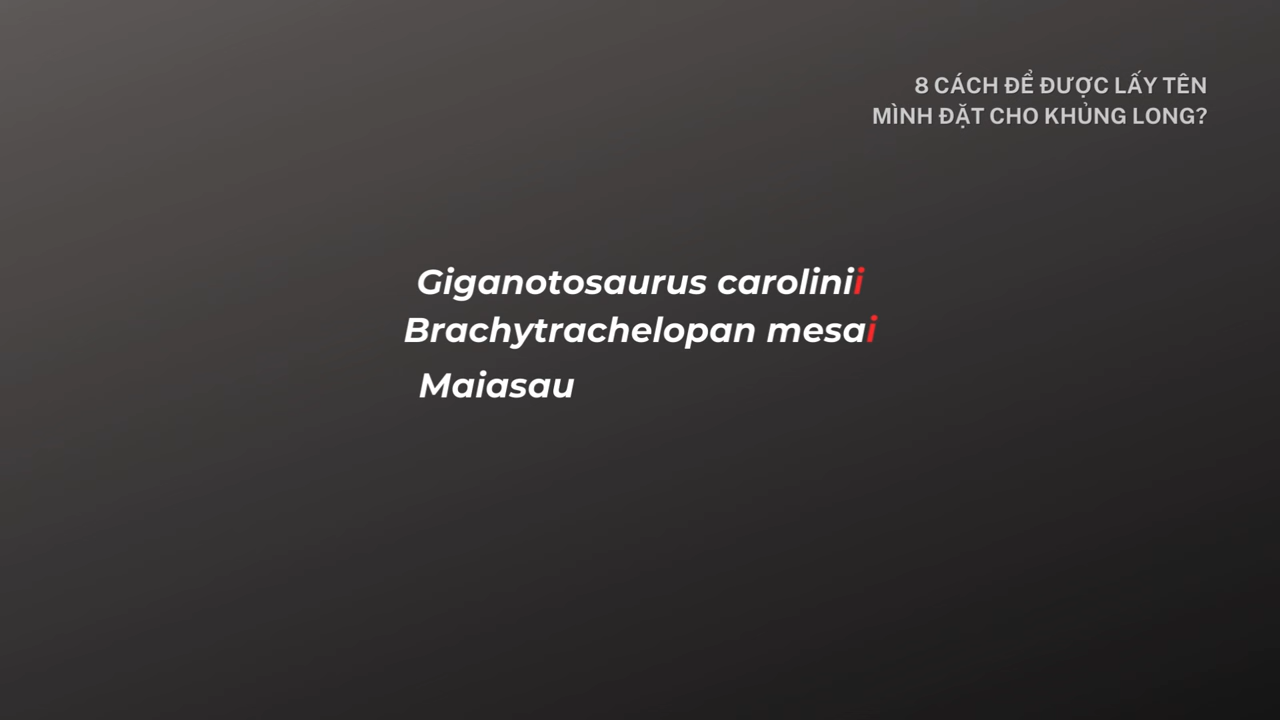 8 CÁCH ĐỂ ĐƯỢC LẤY TÊN
MÌNH ĐẶT CHO KHỦNG LONG?
Giganotosaurus carolinii
Brachytrachelopan mesai
Maiasau